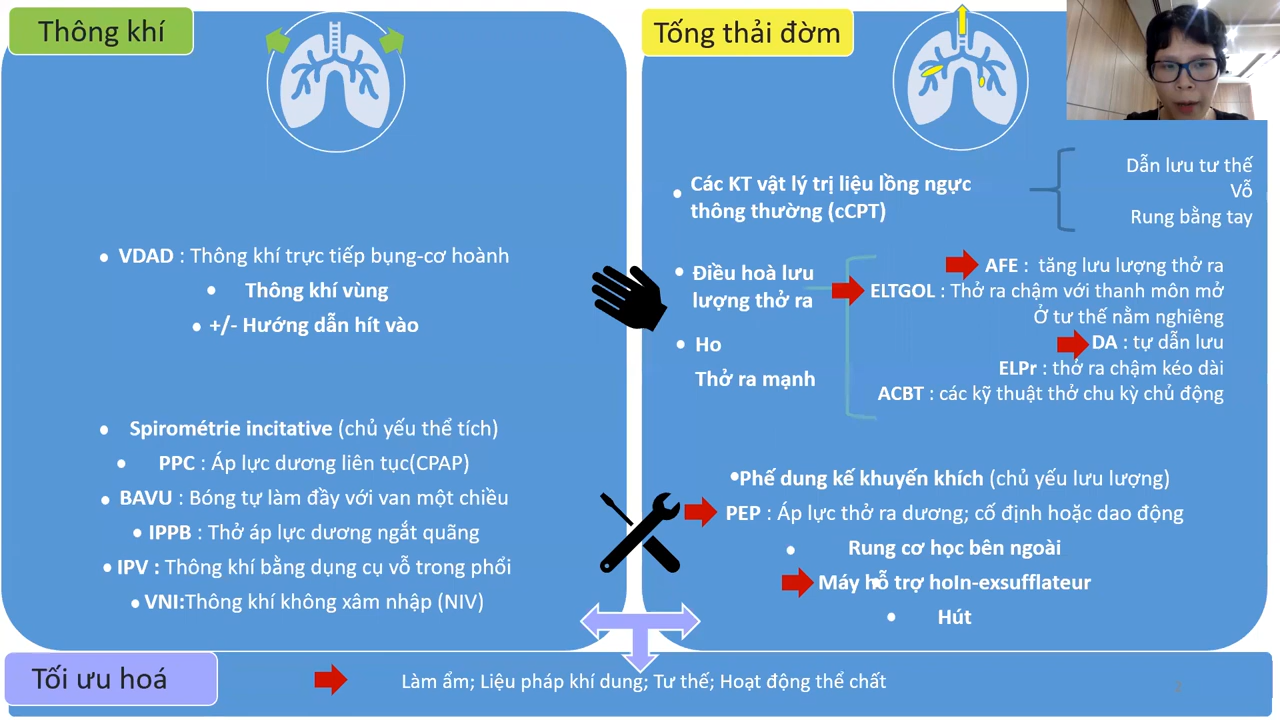 Thông khí
VDAD : Thông khí trực tiếp bụng-cơ hoành
Thông khí vùng
+/- Hướng dẫn hít vào
Spirométrie incitative (chủ yếu thể tích)
PPC : Áp lực dương liên tục(CPAP)
BAVU : Bóng tự làm đầy với van một chiều
IPPB : Thở áp lực dương ngắt quãng
IPV : Thông khí bằng dụng cụ vỗ trong phổi
VNI:Thông khí không xâm nhập (NIV)
Tống thải đờm
Các KT vật lý trị liệu lồng ngực
thông thường (cCPT)
Dẫn lưu tư thế
Vỗ
Rung bằng tay
Điều hoà lưu
lượng thở ra
AFE : tăng lưu lượng thở ra
ELTGOL : Thở ra chậm với thanh môn mở
Ở tư thế nằm nghiêng
DA : tự dẫn lưu
ELPr : thở ra chậm kéo dài
ACBT : các kỹ thuật thở chu kỳ chủ động
Ho
Thở ra mạnh
Phế dung kế khuyến khích (chủ yếu lưu lượng)
PEP : Áp lực thở ra dương; cố định hoặc dao động
Rung cơ học bên ngoài
Máy hỗ trợ hoIn-exsufflateur
Hút
Tối ưu hoá
Làm ẩm; Liệu pháp khí dung; Tư thế; Hoạt động thể chất
2